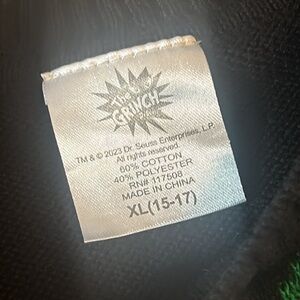 THE
GRINCH
TM & © 2023 Dr. Seuss Enterprises, L.P.
All rights reserved.
60% COTTON
40% POLYESTER
RN# 117508
MADE IN CHINA
XL(15-17)